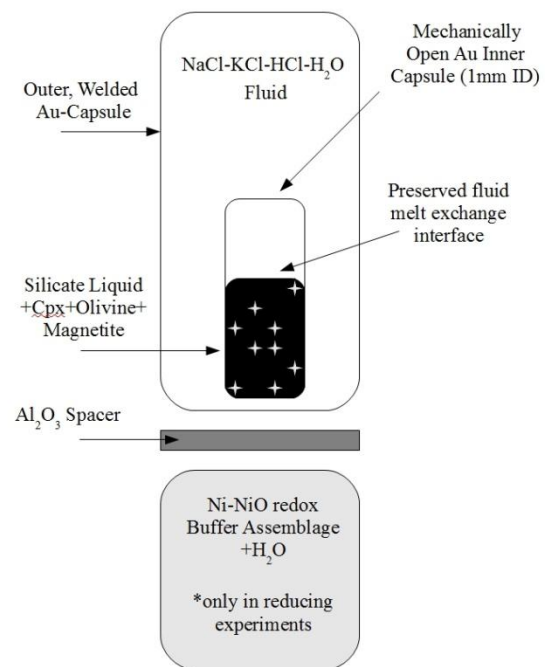 Mechanically
Open Au Inner
Capsule (1mm ID)
NaCl-KCl-HCl-H₂O
Fluid
Outer, Welded
Au-Capsule
Preserved fluid
melt exchange
interface
Silicate Liquid
+Cpx+Olivine+
Magnetite
Al₂O₃ Spacer
Ni-NiO redox
Buffer Assemblage
+H₂O
*only in reducing
experiments